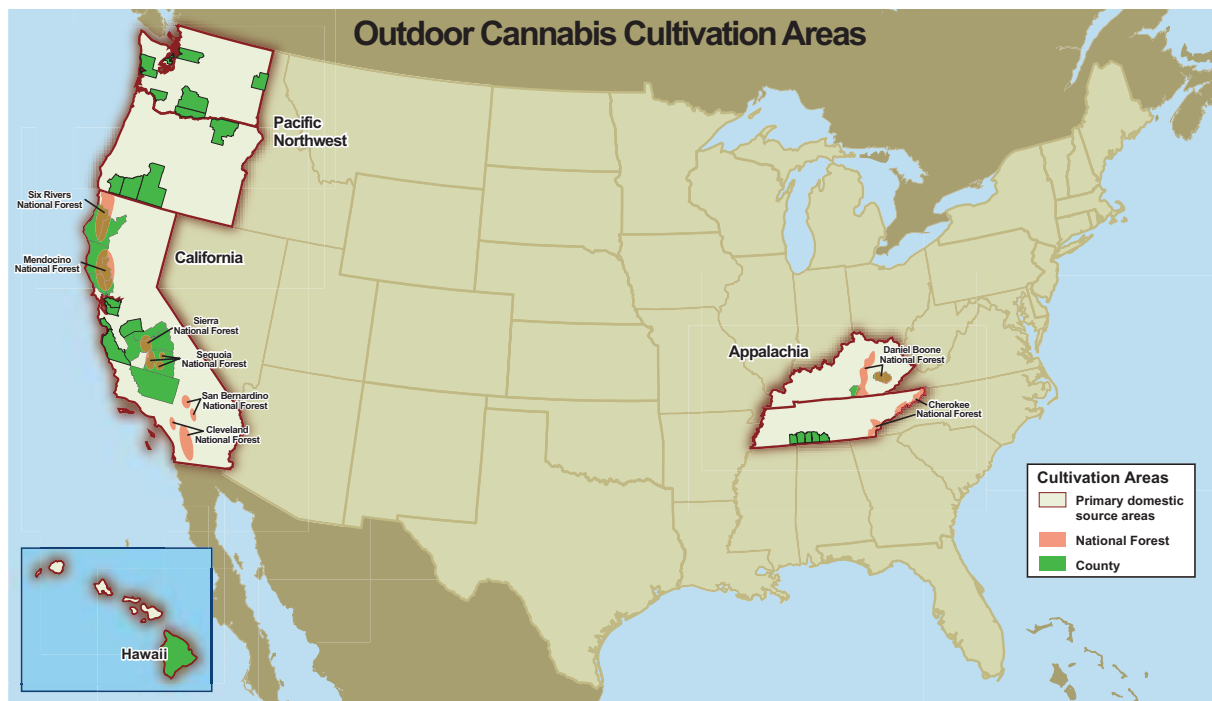 Outdoor Cannabis Cultivation Areas
Pacific
Northwest
Six Rivers
National Forest
California
Mendocino
National Forest
Sierra
National Forest
Sequoia
National Forest
San Bernardino
National Forest
Cleveland
National Forest
Appalachia
Daniel Boone
National Forest
Cherokee
National Forest
Cultivation Areas
Primary domestic
source areas
National Forest
County
Hawaii